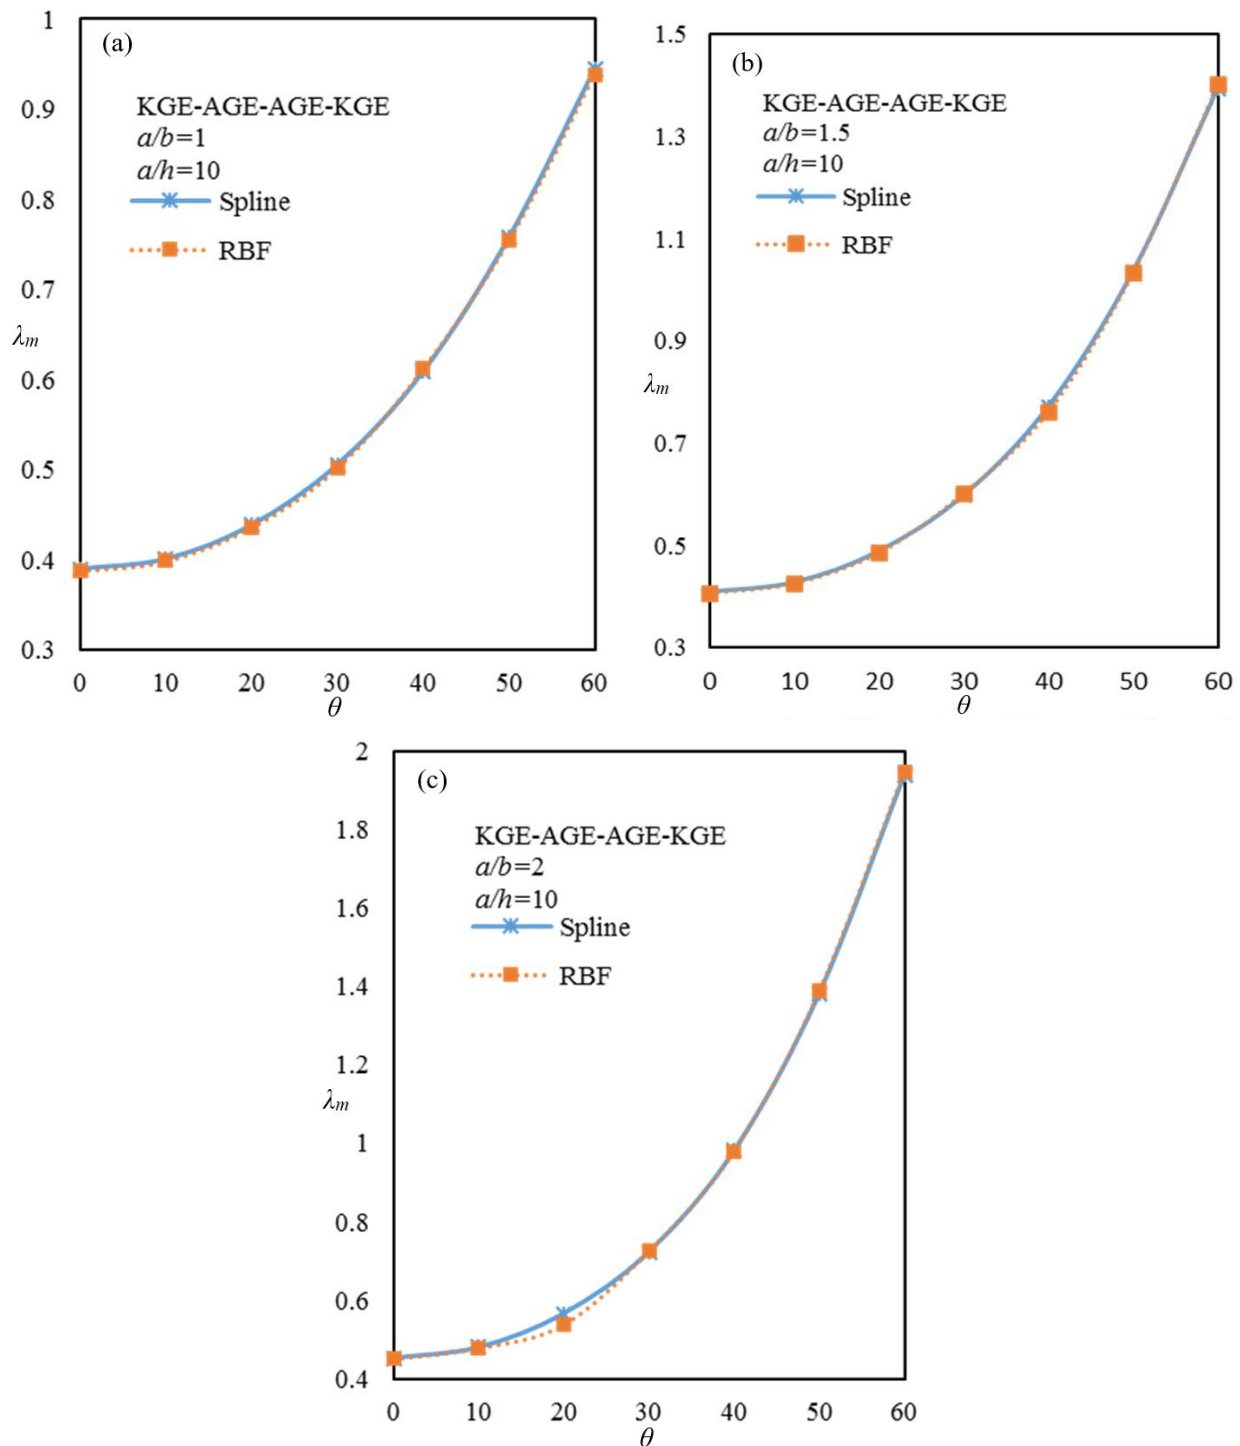 (a)
KGE-AGE-AGE-KGE
a/b=1
a/h=10
Spline
RBF
1
0.9
0.8
0.7
0.6
0.5
0.4
0.3
λm
0 10 20 30 40 50 60
θ
(b)
KGE-AGE-AGE-KGE
a/b=1.5
a/h=10
Spline
RBF
1.5
1.3
1.1
0.9
0.7
0.5
0.3
λm
0 10 20 30 40 50 60
θ
(c)
KGE-AGE-AGE-KGE
a/b=2
a/h=10
Spline
RBF
2
1.8
1.6
1.4
1.2
1
0.8
0.6
0.4
λm
0 10 20 30 40 50 60
θ